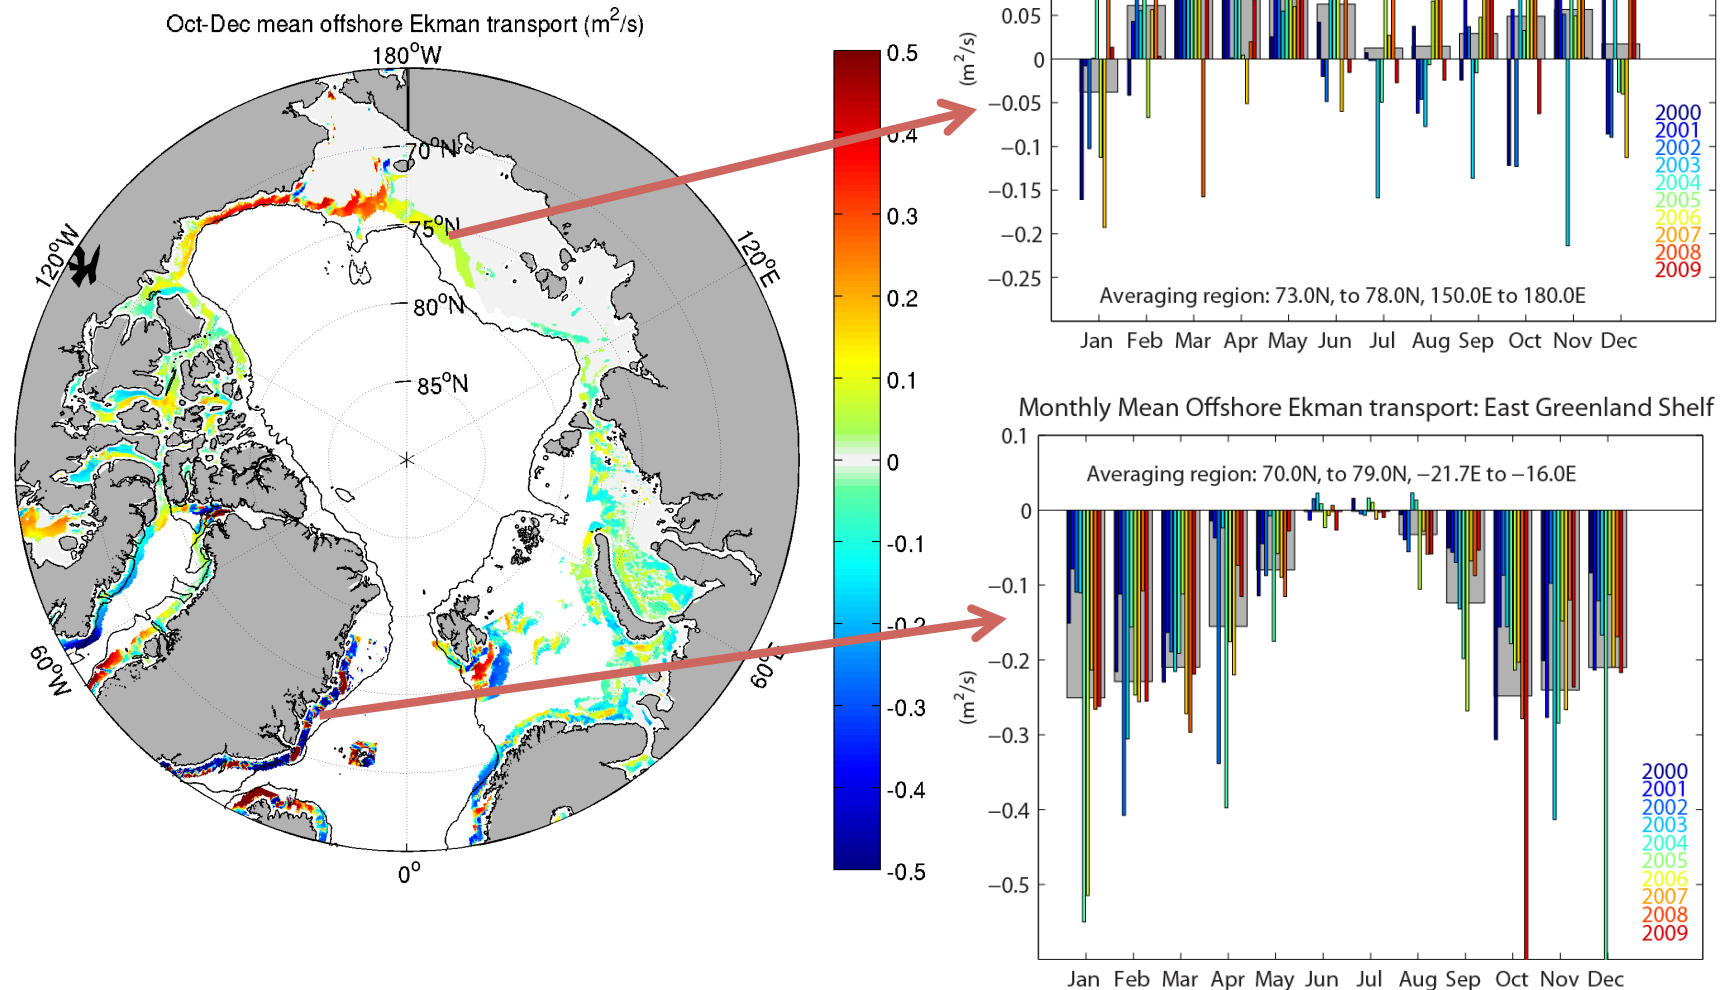 Oct-Dec mean offshore Ekman transport (m²/s)
180°W
70°N
75°N
80°N
85°N
120°W
120°E
60°W
60°E
0°
0.5
0.4
0.3
0.2
0.1
0
-0.1
-0.2
-0.3
-0.4
-0.5
0.05
0
−0.05
−0.1
−0.15
−0.2
−0.25
(m²/s)
2000
2001
2002
2003
2004
2005
2006
2007
2008
2009
Averaging region: 73.0N, to 78.0N, 150.0E to 180.0E
Jan Feb Mar Apr May Jun Jul Aug Sep Oct Nov Dec
Monthly Mean Offshore Ekman transport: East Greenland Shelf
Averaging region: 70.0N, to 79.0N, −21.7E to −16.0E
0.1
0
−0.1
−0.2
−0.3
−0.4
−0.5
(m²/s)
2000
2001
2002
2003
2004
2005
2006
2007
2008
2009
Jan Feb Mar Apr May Jun Jul Aug Sep Oct Nov Dec